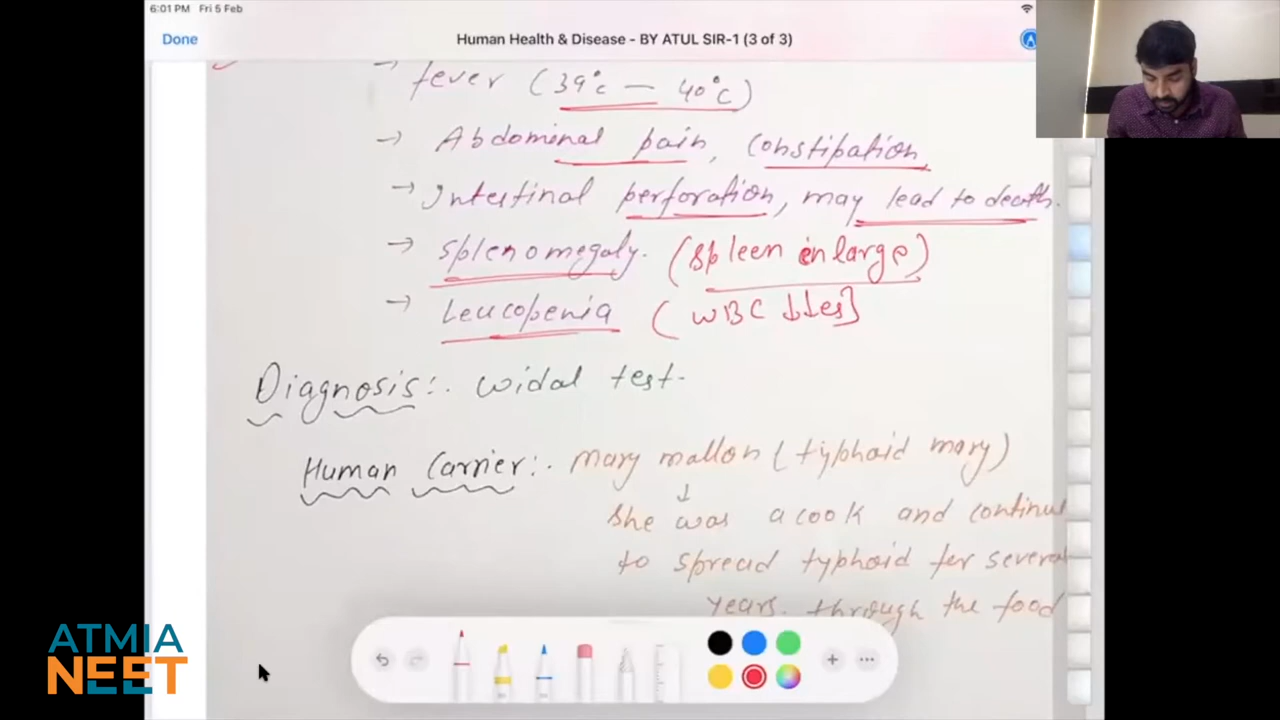 6:01 PM Fri 5 Feb
Done
Human Health & Disease - BY ATUL SIR-1 (3 of 3)
→ fever (39°c — 40°c)
→ Abdominal pain, Constipation,
→ Intestinal perforation, may lead to death.
→ Splenomegaly. (Spleen enlarge)
→ Leucopenia (WBC ↓↓es]
Diagnosis:. widal test.
Human Carrier:. mary mallon (typhoid mary)
↓
She was a cook and continu
to spread typhoid for several
years. through the food
ATMIA
NEET